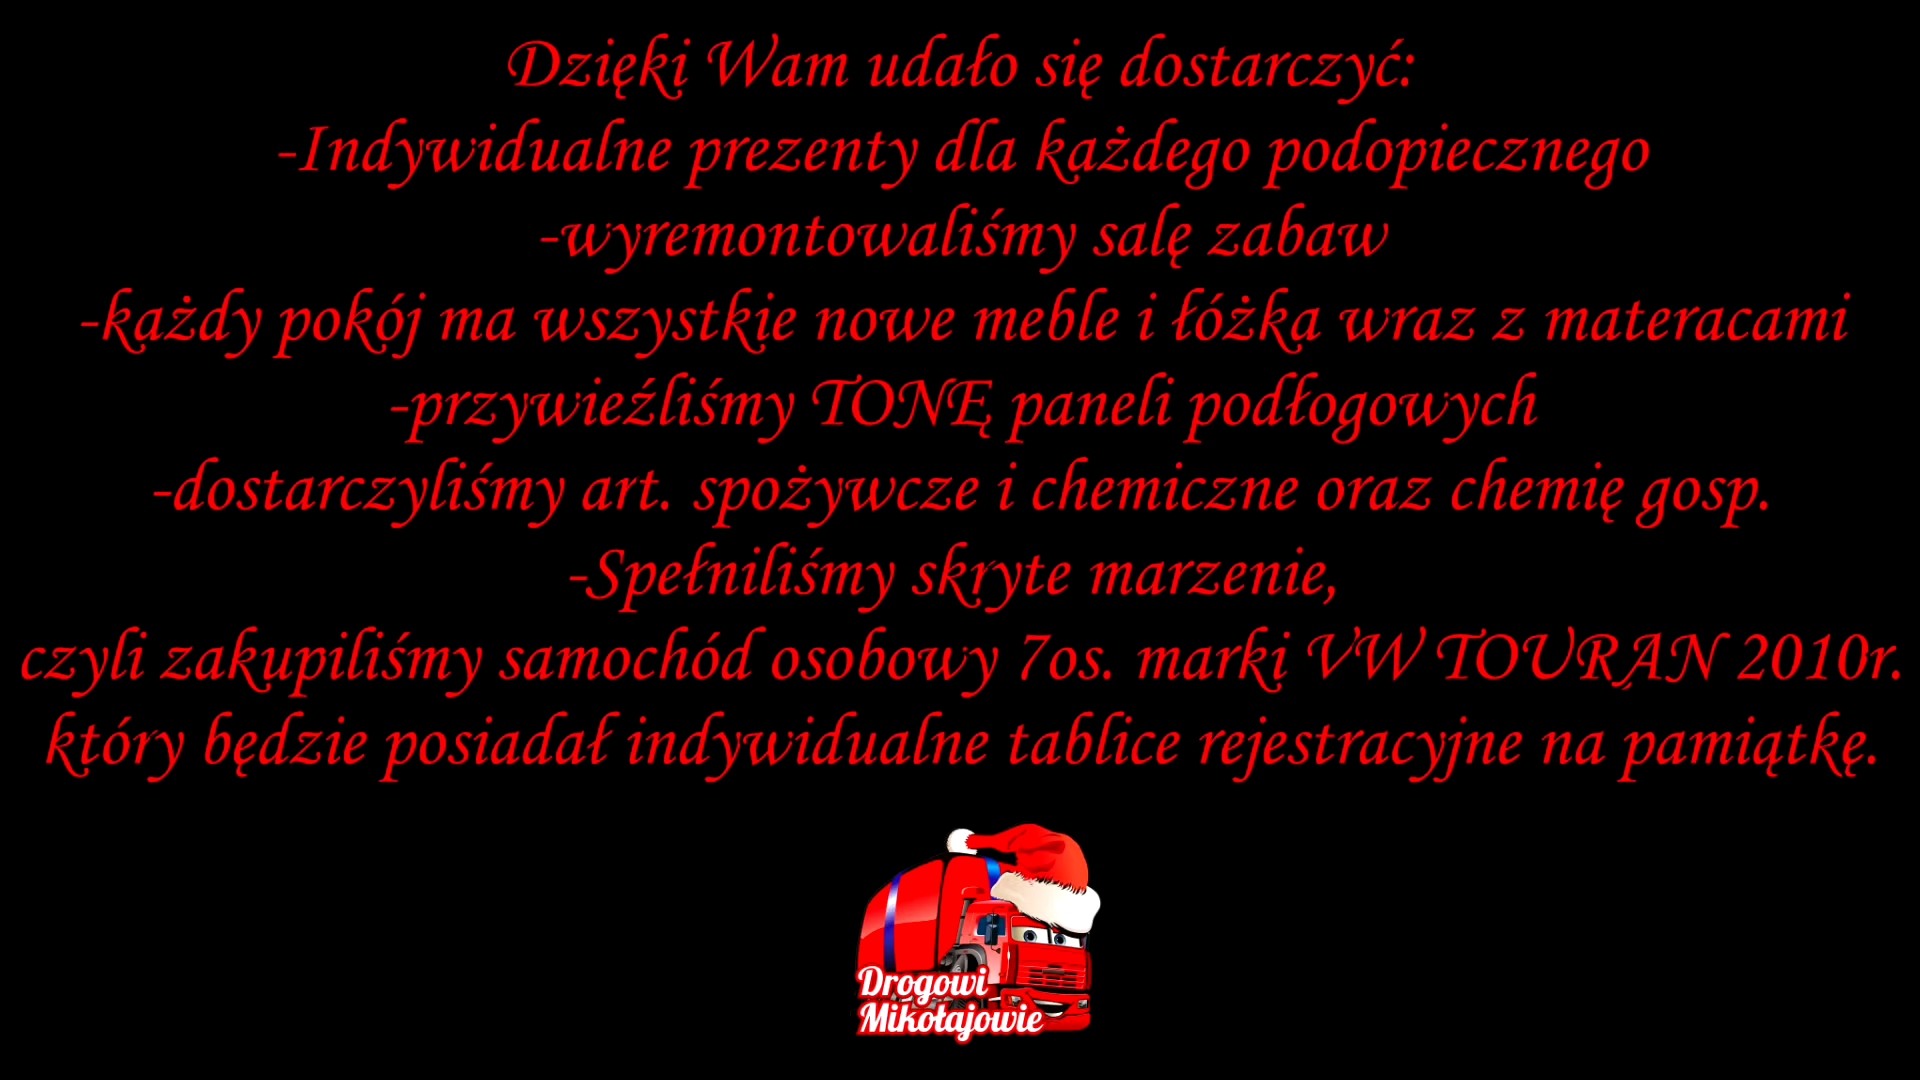 Dzięki Wam udało się dostarczyć:
-Indywidualne prezenty dla każdego podopiecznego
-wyremontowaliśmy salę zabaw
-każdy pokój ma wszystkie nowe meble i łóżka wraz z materacami
-przywieźliśmy TONĘ paneli podłogowych
-dostarczyliśmy art. spożywcze i chemiczne oraz chemię gosp.
-Spełniliśmy skryte marzenie,
czyli zakupiliśmy samochód osobowy 7os. marki VW TOURĄN 2010r.
który będzie posiadał indywidualne tablice rejestracyjne na pamiątkę.
Drogowi
Mikołajowie